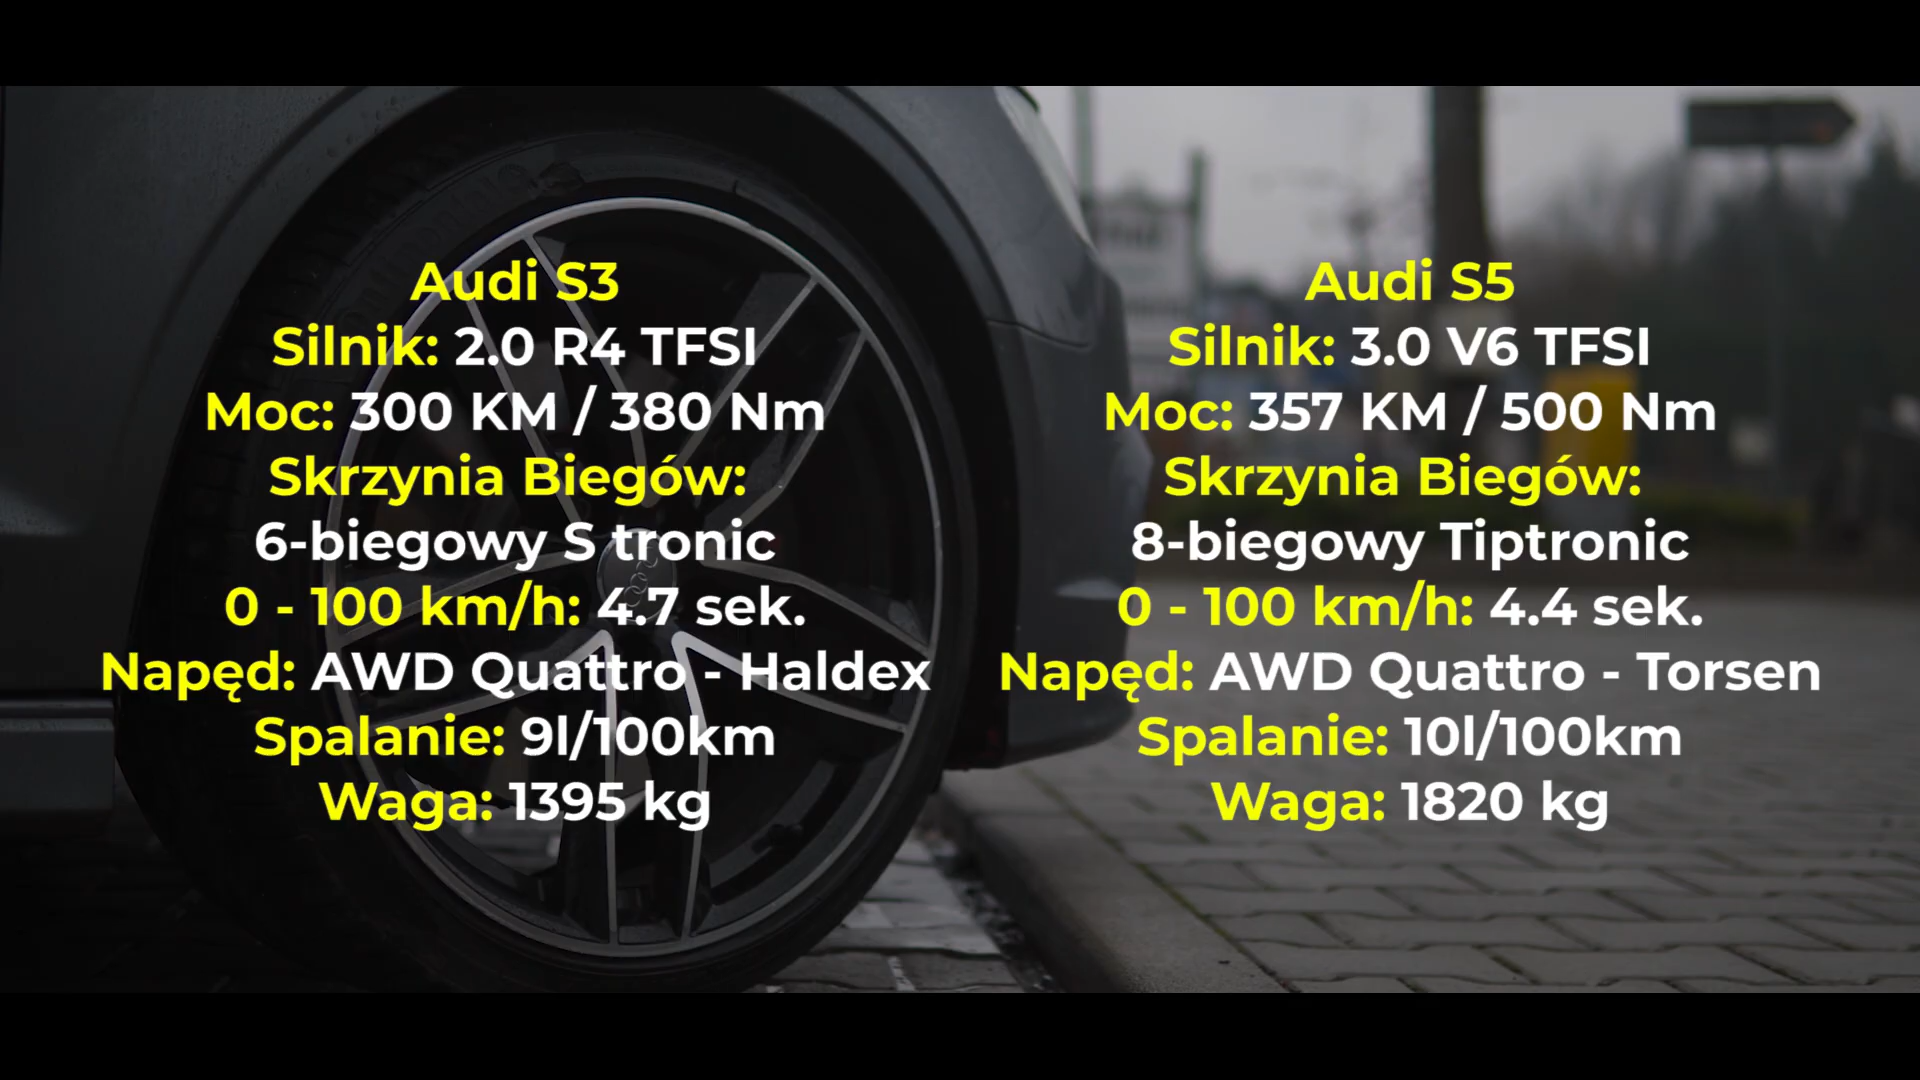 Audi S3
Silnik: 2.0 R4 TFSI
Moc: 300 KM / 380 Nm
Skrzynia Biegów:
6-biegowy S tronic
0 - 100 km/h: 4.7 sek.
Napęd: AWD Quattro - Haldex
Spalanie: 9l/100km
Waga: 1395 kg
Audi S5
Silnik: 3.0 V6 TFSI
Moc: 357 KM / 500 Nm
Skrzynia Biegów:
8-biegowy Tiptronic
0 - 100 km/h: 4.4 sek.
Napęd: AWD Quattro - Torsen
Spalanie: 10l/100km
Waga: 1820 kg